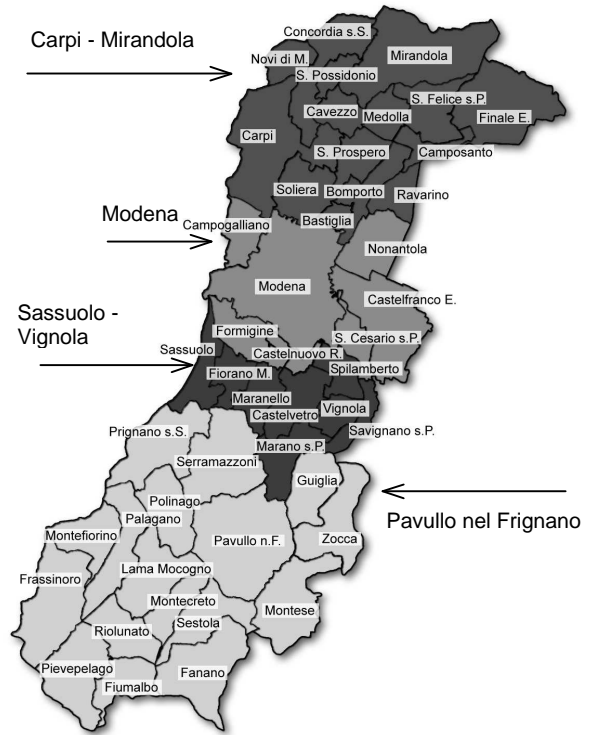 Concordia s.S.
Carpi - Mirandola
Mirandola
Novi di M.
S. Possidonio
S. Felice s.P.
Cavezzo
Medolla
Finale E.
Carpi
S. Prospero
Camposanto
Soliera
Bomporto
Ravarino
Modena
Campogalliano
Bastiglia
Nonantola
Modena
Castelfranco E.
Sassuolo -
Vignola
Formigine
S. Cesario s.P.
Sassuolo
Castelnuovo R.
Spilamberto
Fiorano M.
Maranello
Vignola
Castelvetro
Savignano s.P.
Prignano s.S.
Marano s.P.
Serramazzoni
Guiglia
Polinago
Palagano
Pavullo nel Frignano
Montefiorino
Pavullo n.F.
Zocca
Lama Mocogno
Frassinoro
Montecreto
Montese
Sestola
Riolunato
Pievepelago
Fanano
Fiumalbo